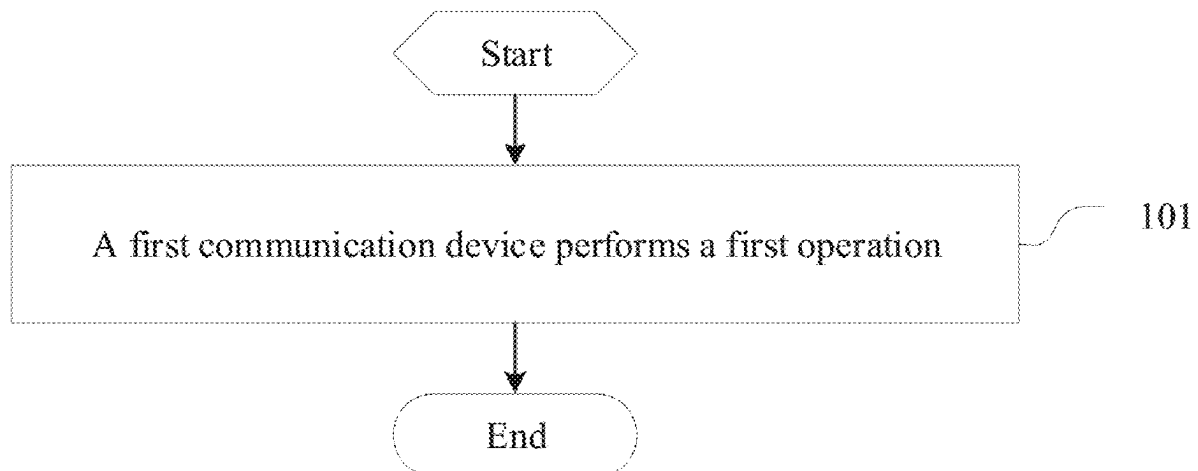 Start
A first communication device performs a first operation
101
End